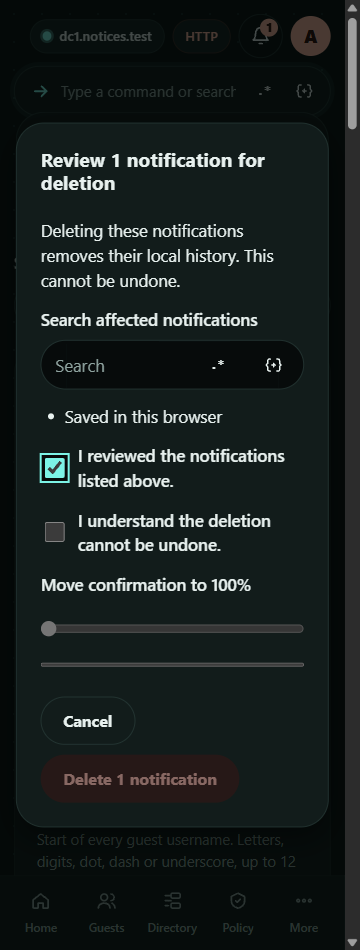 dc1.notices.test
HTTP
1
A
Type a command or search
.*
Review 1 notification for
deletion
Deleting these notifications
removes their local history. This
cannot be undone.
Search affected notifications
Search
.*
• Saved in this browser
I reviewed the notifications
listed above.
I understand the deletion
cannot be undone.
Move confirmation to 100%
Cancel
Delete 1 notification
Start of every guest username. Letters,
digits, dot, dash or underscore, up to 12
Home
Guests
Directory
Policy
More